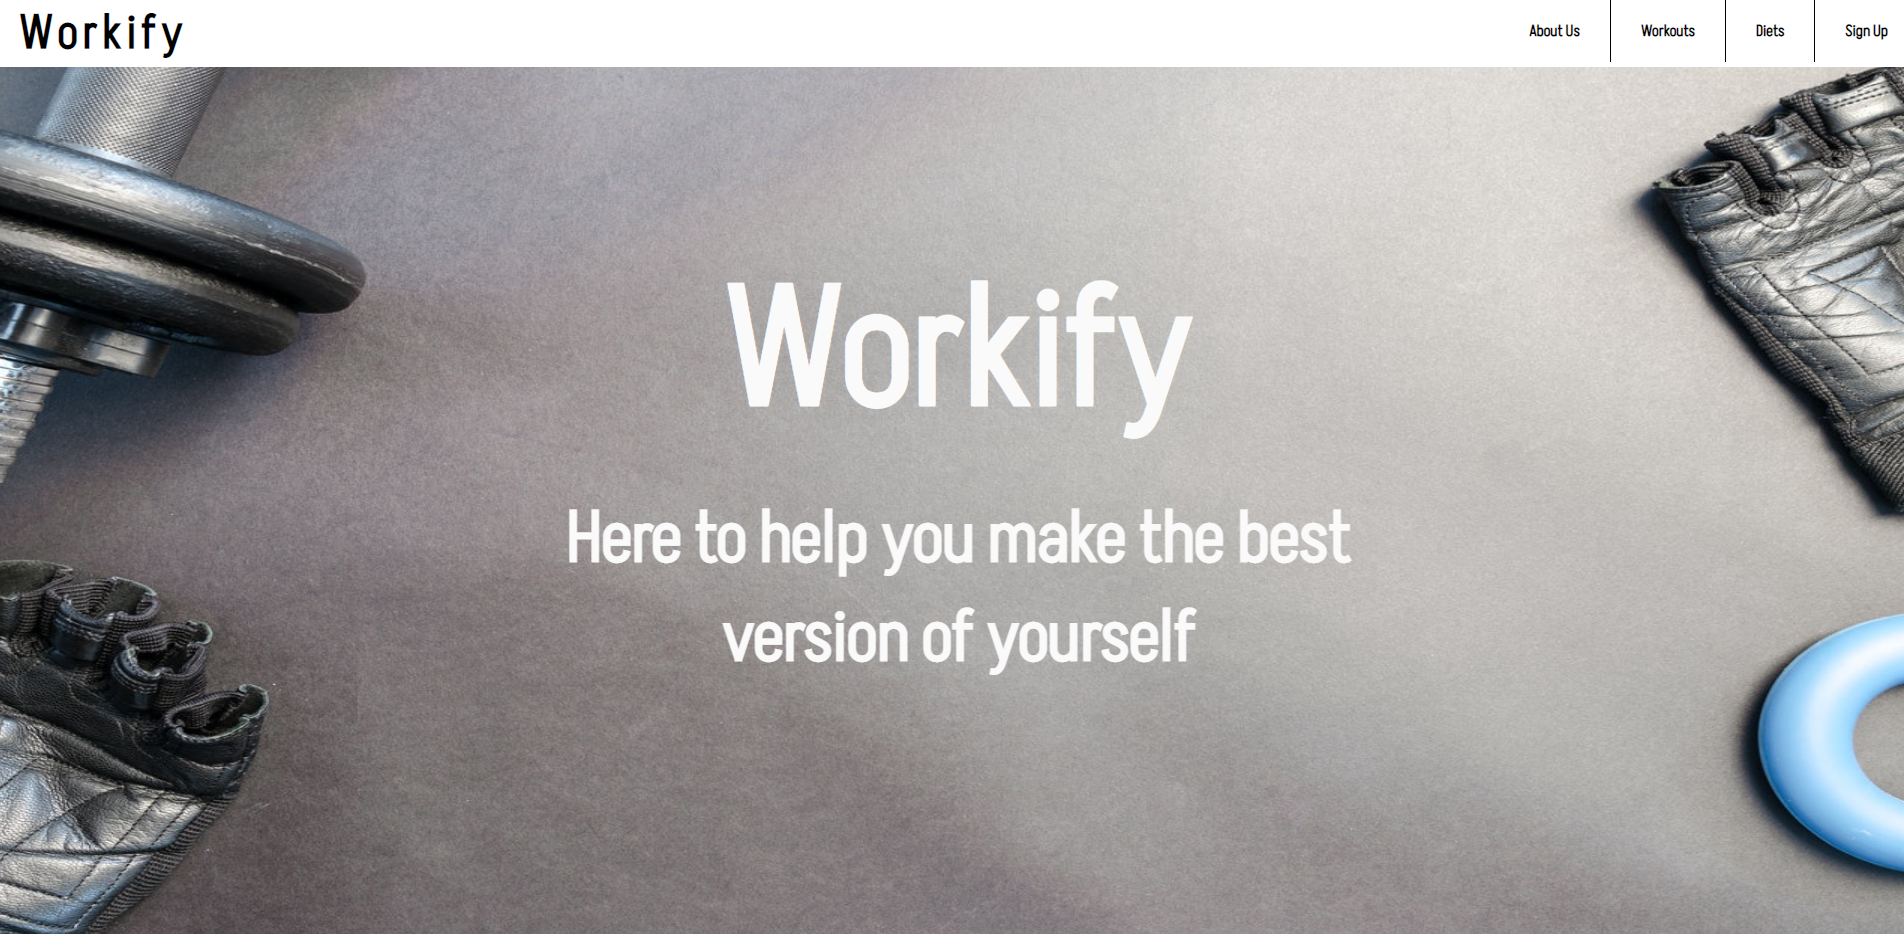 Workify
About Us
Workouts
Diets
Sign Up
Workify
Here to help you make the best
version of yourself